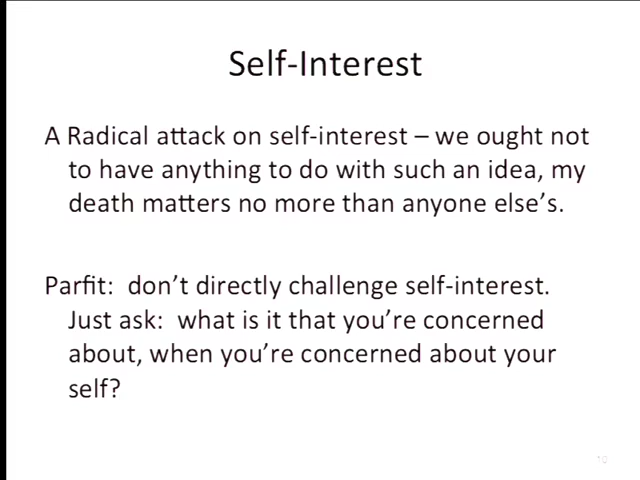 Self-Interest
A Radical attack on self-interest – we ought not
to have anything to do with such an idea, my
death matters no more than anyone else's.
Parfit:  don't directly challenge self-interest.
Just ask:  what is it that you're concerned
about, when you're concerned about your
self?
10